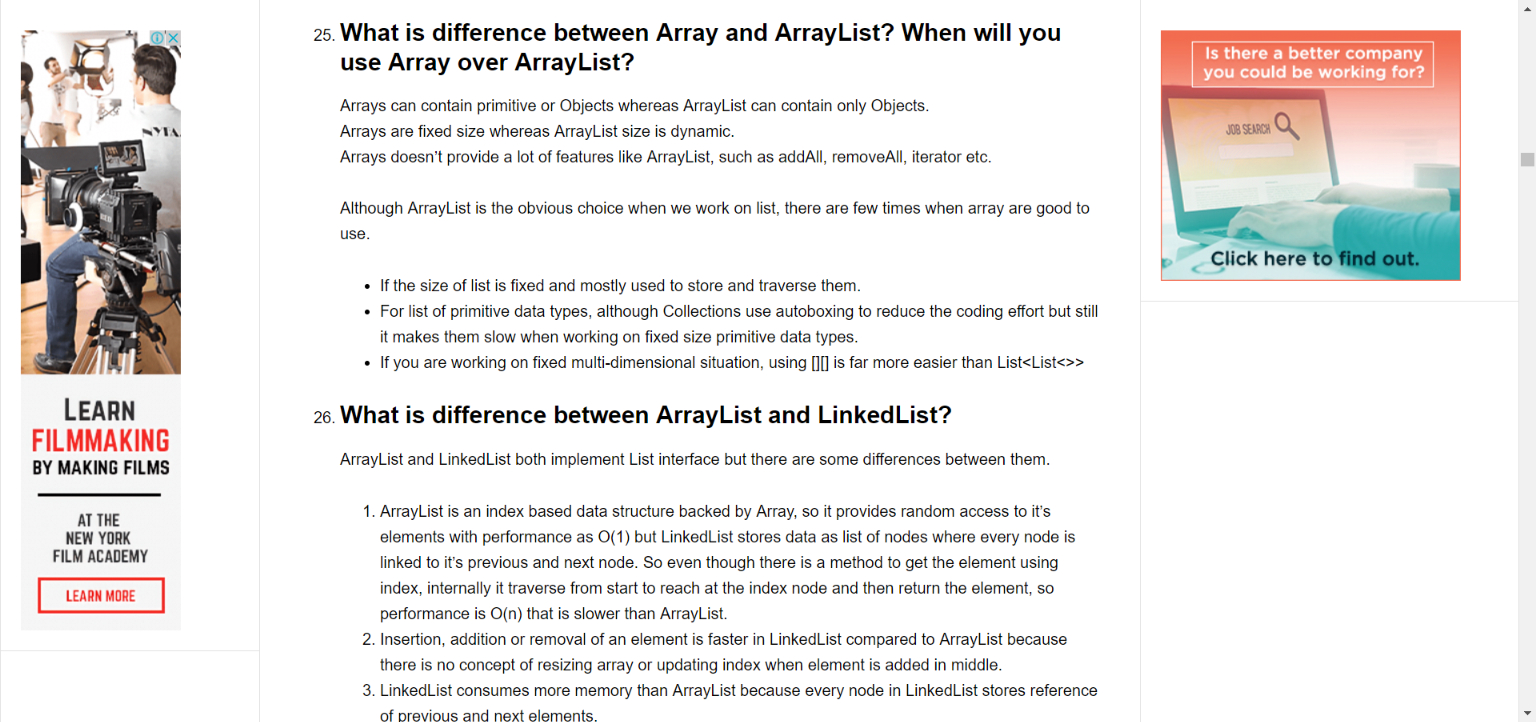 25. What is difference between Array and ArrayList? When will you
use Array over ArrayList?
Arrays can contain primitive or Objects whereas ArrayList can contain only Objects.
Arrays are fixed size whereas ArrayList size is dynamic.
Arrays doesn’t provide a lot of features like ArrayList, such as addAll, removeAll, iterator etc.
Although ArrayList is the obvious choice when we work on list, there are few times when array are good to
use.
• If the size of list is fixed and mostly used to store and traverse them.
• For list of primitive data types, although Collections use autoboxing to reduce the coding effort but still
it makes them slow when working on fixed size primitive data types.
• If you are working on fixed multi-dimensional situation, using [][] is far more easier than List<List<>>
26. What is difference between ArrayList and LinkedList?
ArrayList and LinkedList both implement List interface but there are some differences between them.
1. ArrayList is an index based data structure backed by Array, so it provides random access to it’s
elements with performance as O(1) but LinkedList stores data as list of nodes where every node is
linked to it’s previous and next node. So even though there is a method to get the element using
index, internally it traverse from start to reach at the index node and then return the element, so
performance is O(n) that is slower than ArrayList.
2. Insertion, addition or removal of an element is faster in LinkedList compared to ArrayList because
there is no concept of resizing array or updating index when element is added in middle.
3. LinkedList consumes more memory than ArrayList because every node in LinkedList stores reference
of previous and next elements.
NYFA
RED
LEARN
FILMMAKING
BY MAKING FILMS
AT THE
NEW YORK
FILM ACADEMY
LEARN MORE
Is there a better company
you could be working for?
JOB SEARCH
Click here to find out.